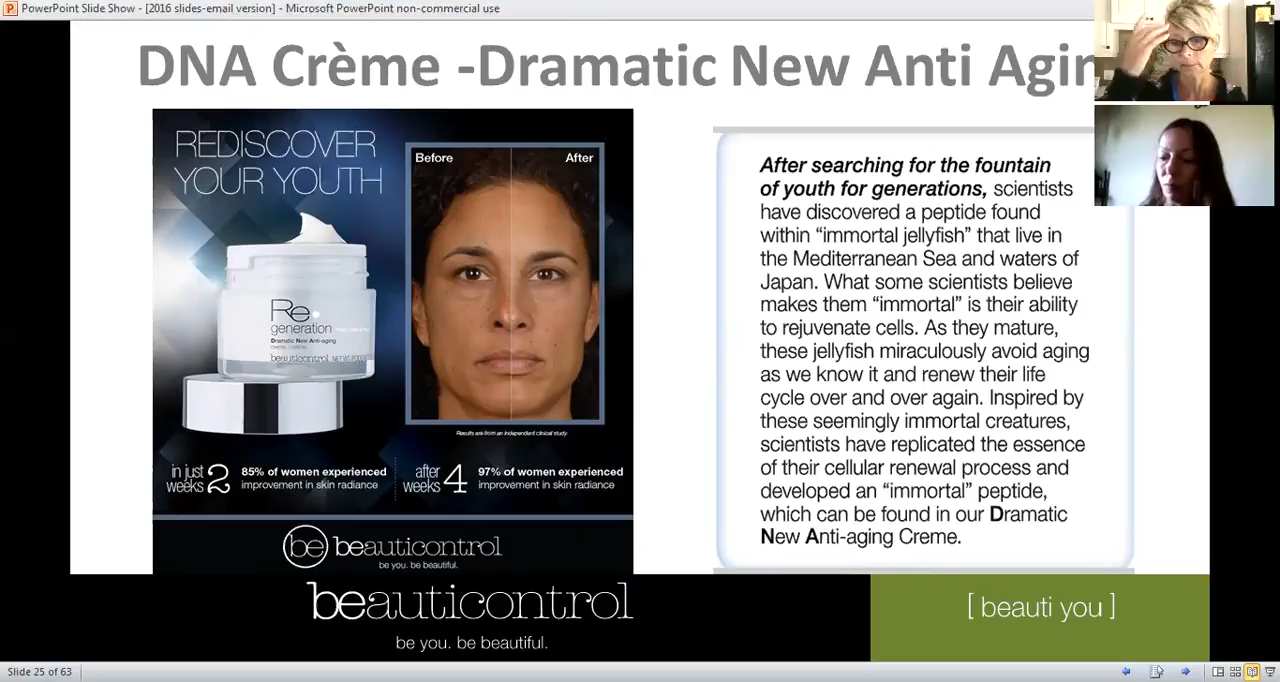 PowerPoint Slide Show - [2016 slides-email version] - Microsoft PowerPoint non-commercial use
DNA Crème -Dramatic New Anti Agin
REDISCOVER
YOUR YOUTH
Before
After
Re
generation
Dramatic New Anti-aging
beauticontrol
Results are from an independent clinical study.
in just
weeks 2
85% of women experienced
improvement in skin radiance
after
weeks 4
97% of women experienced
improvement in skin radiance
be beauticontrol
be you. be beautiful.
After searching for the fountain
of youth for generations, scientists
have discovered a peptide found
within “immortal jellyfish” that live in
the Mediterranean Sea and waters of
Japan. What some scientists believe
makes them “immortal” is their ability
to rejuvenate cells. As they mature,
these jellyfish miraculously avoid aging
as we know it and renew their life
cycle over and over again. Inspired by
these seemingly immortal creatures,
scientists have replicated the essence
of their cellular renewal process and
developed an “immortal” peptide,
which can be found in our Dramatic
New Anti-aging Creme.
beauticontrol
be you. be beautiful.
[ beauti you ]
Slide 25 of 63